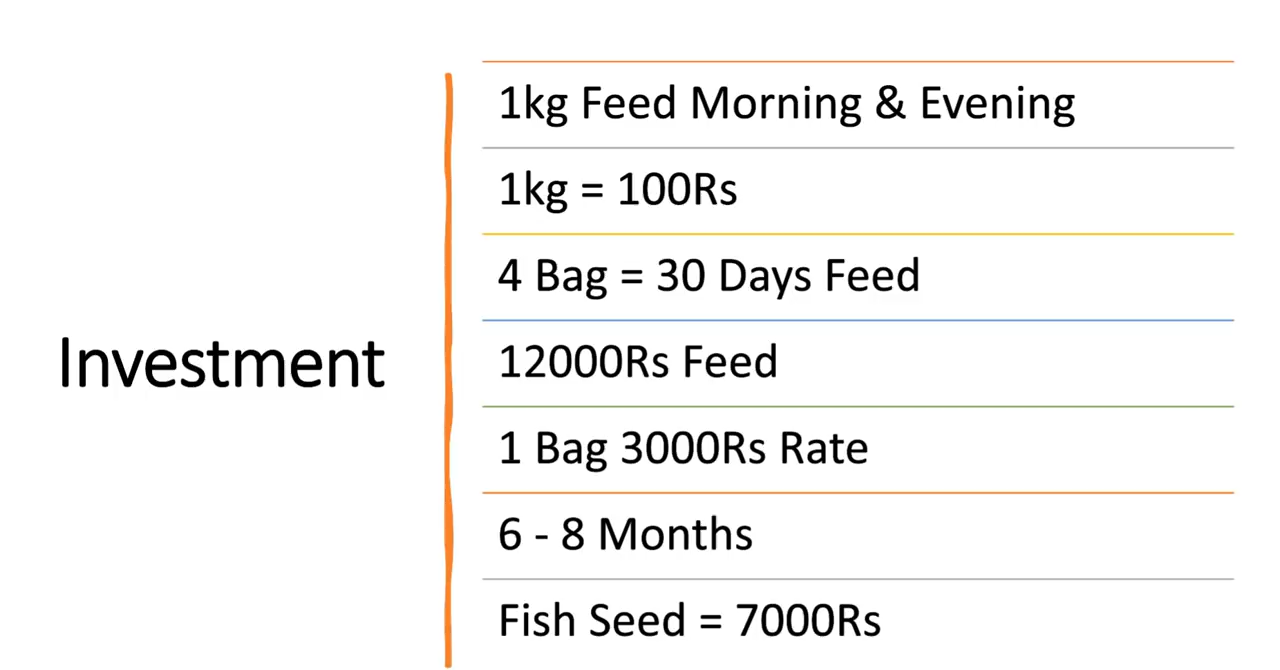 Investment
1kg Feed Morning & Evening
1kg = 100Rs
4 Bag = 30 Days Feed
12000Rs Feed
1 Bag 3000Rs Rate
6 - 8 Months
Fish Seed = 7000Rs